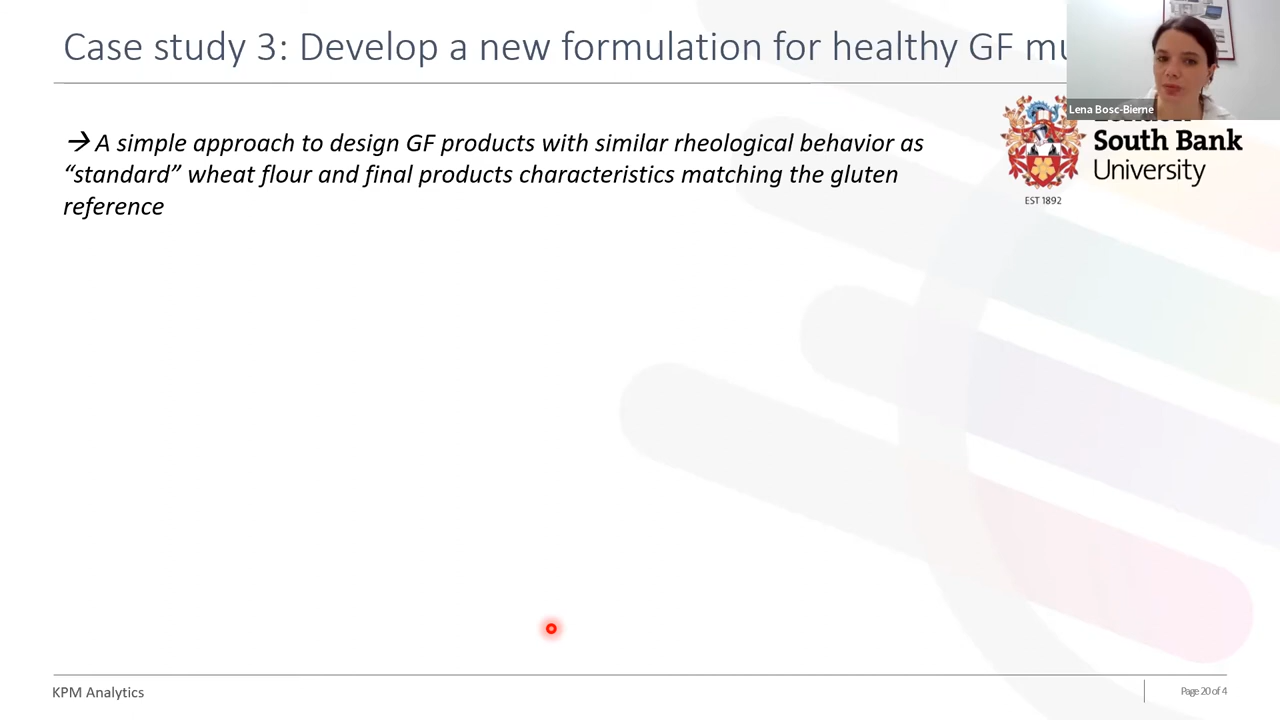 Case study 3: Develop a new formulation for healthy GF
Lena Bosc-Bierne
→ A simple approach to design GF products with similar rheological behavior as
“standard” wheat flour and final products characteristics matching the gluten
reference
South Bank
University
EST 1892
KPM Analytics
Page 20 of 4